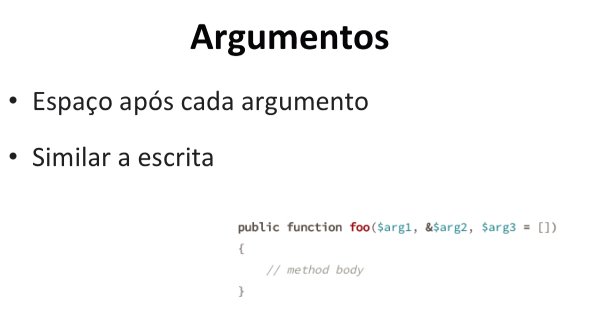 Argumentos
• Espaço após cada argumento
• Similar a escrita
public function foo($arg1, &$arg2, $arg3 = [])
{
    // method body
}